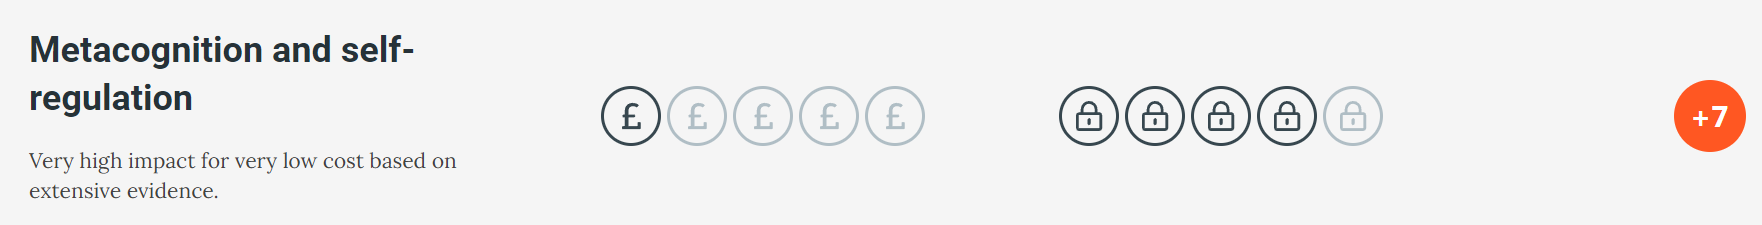 Metacognition and self-
regulation
£ £ £ £ £
+7
Very high impact for very low cost based on
extensive evidence.